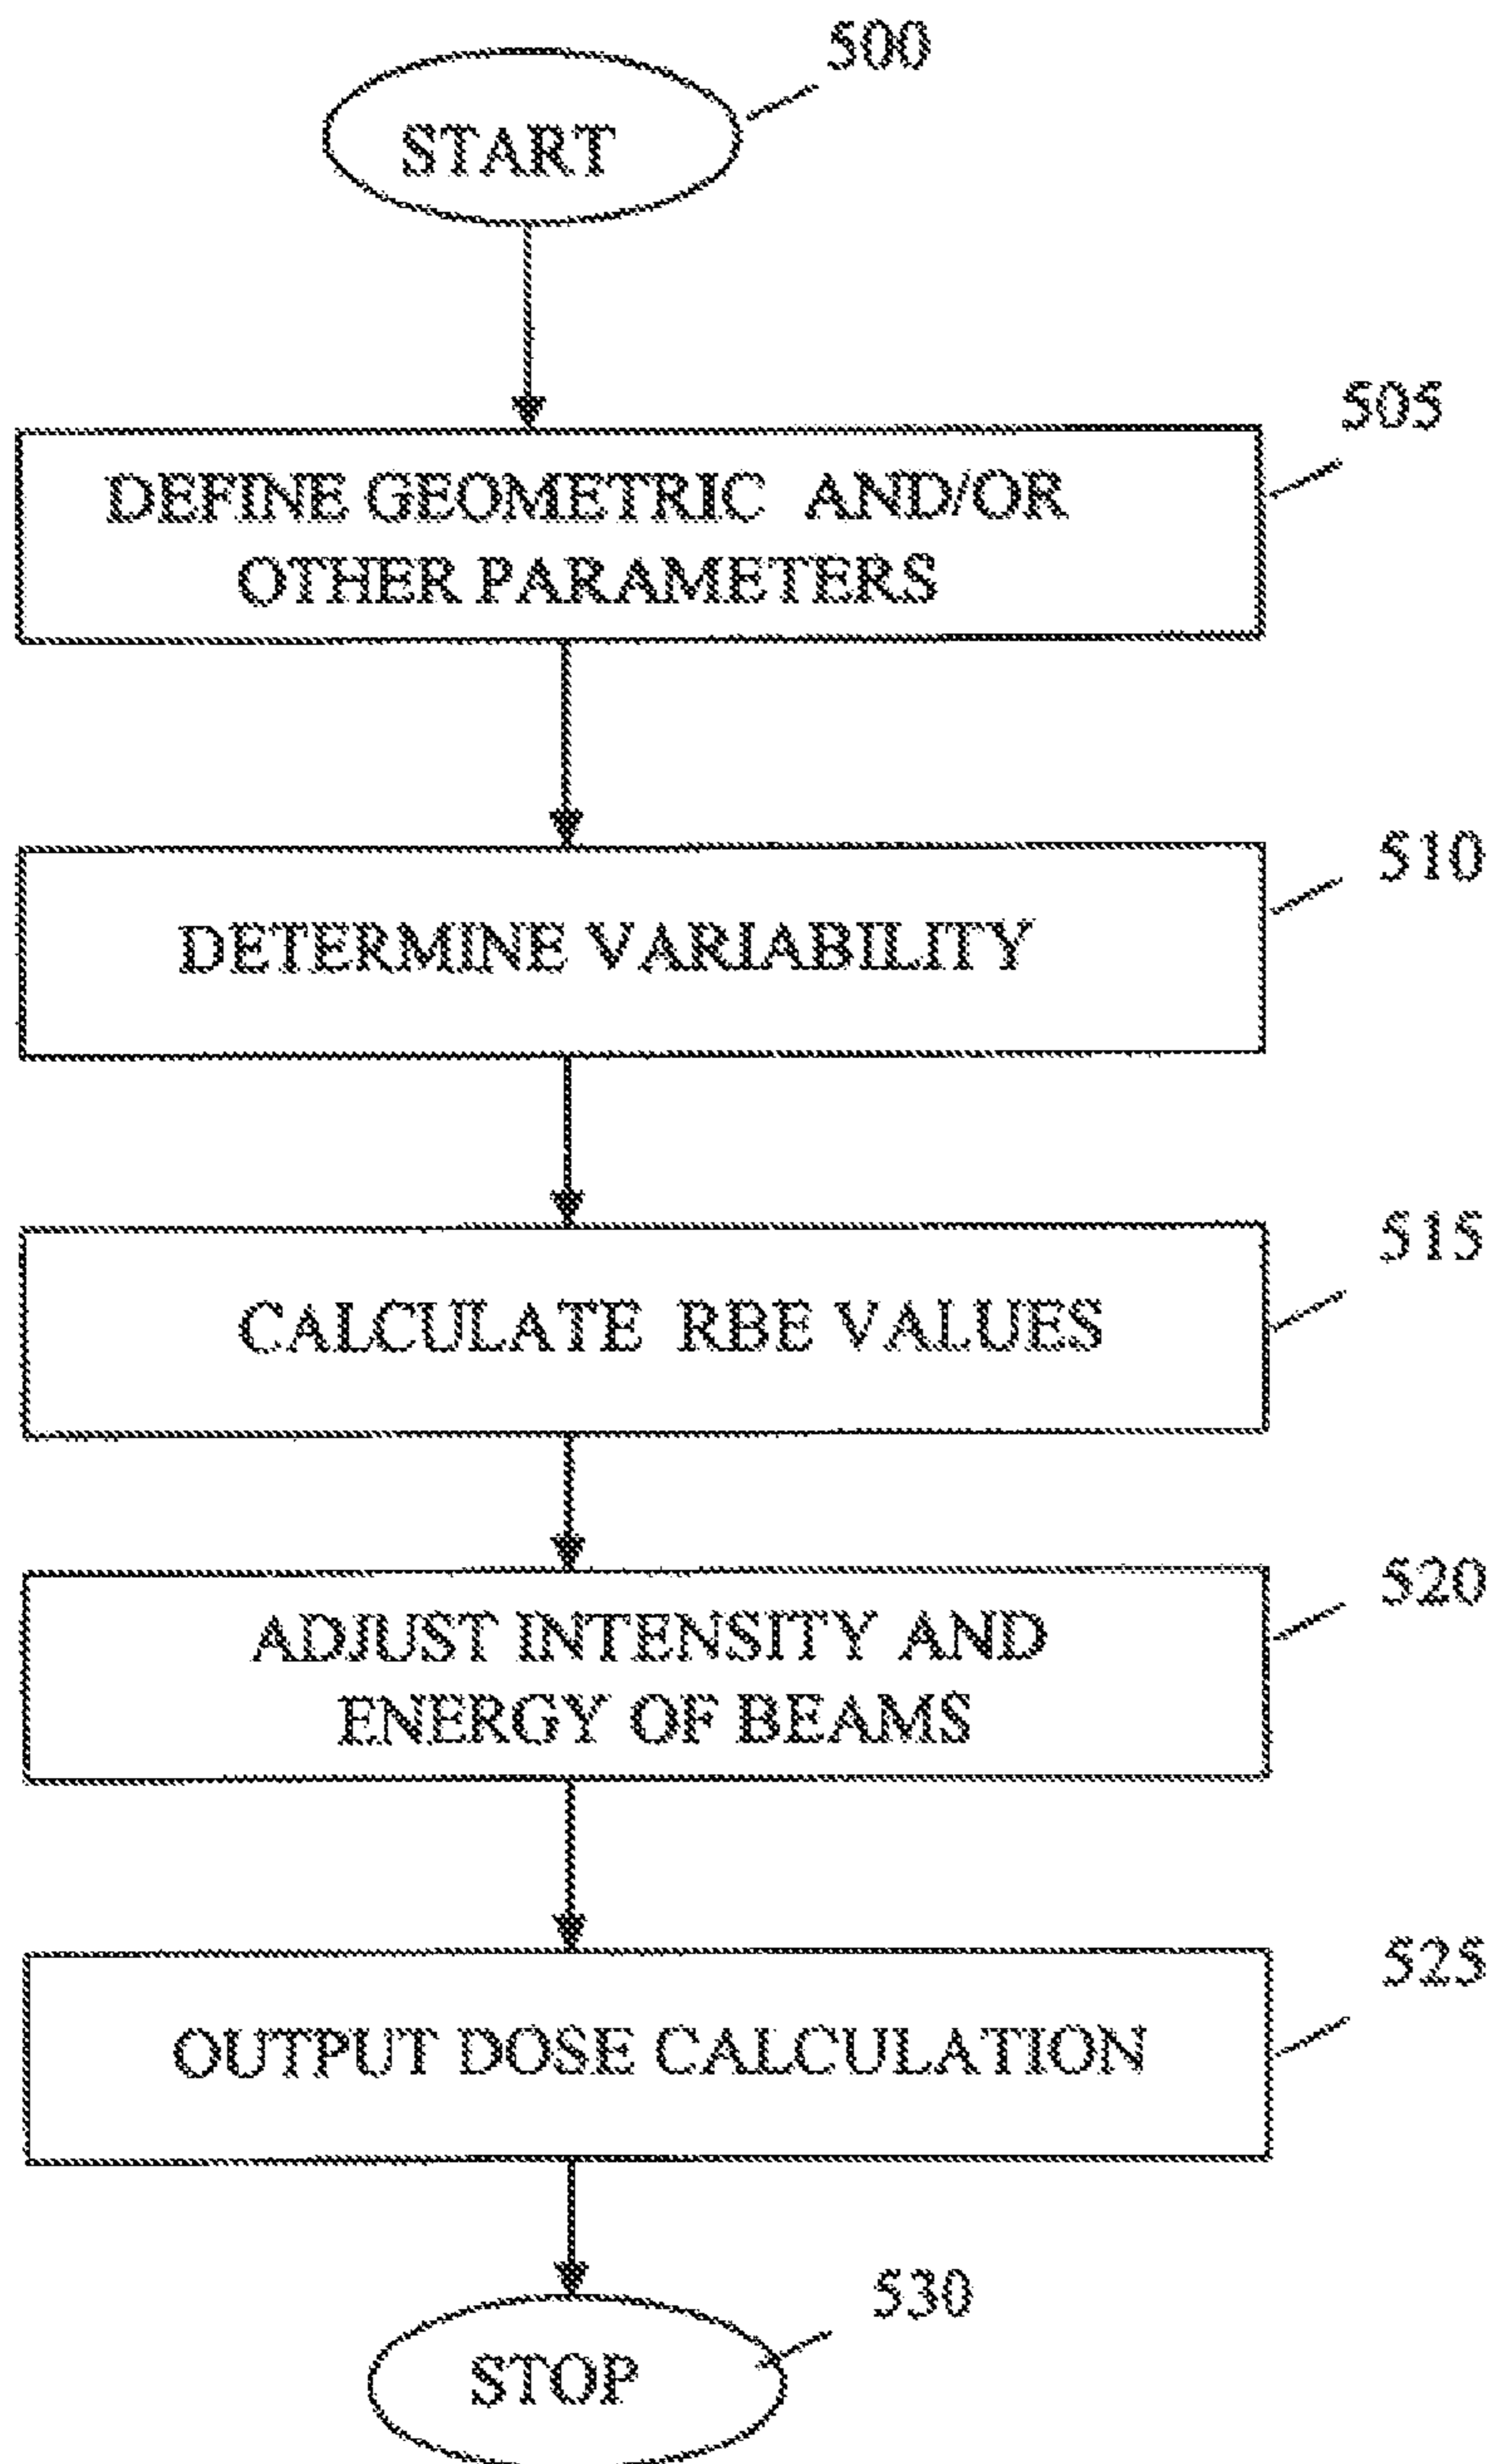 500
START
505
DEFINE GEOMETRIC AND/OR
OTHER PARAMETERS
510
DETERMINE VARIABILITY
515
CALCULATE RBE VALUES
520
ADJUST INTENSITY AND
ENERGY OF BEAMS
525
OUTPUT DOSE CALCULATION
530
STOP